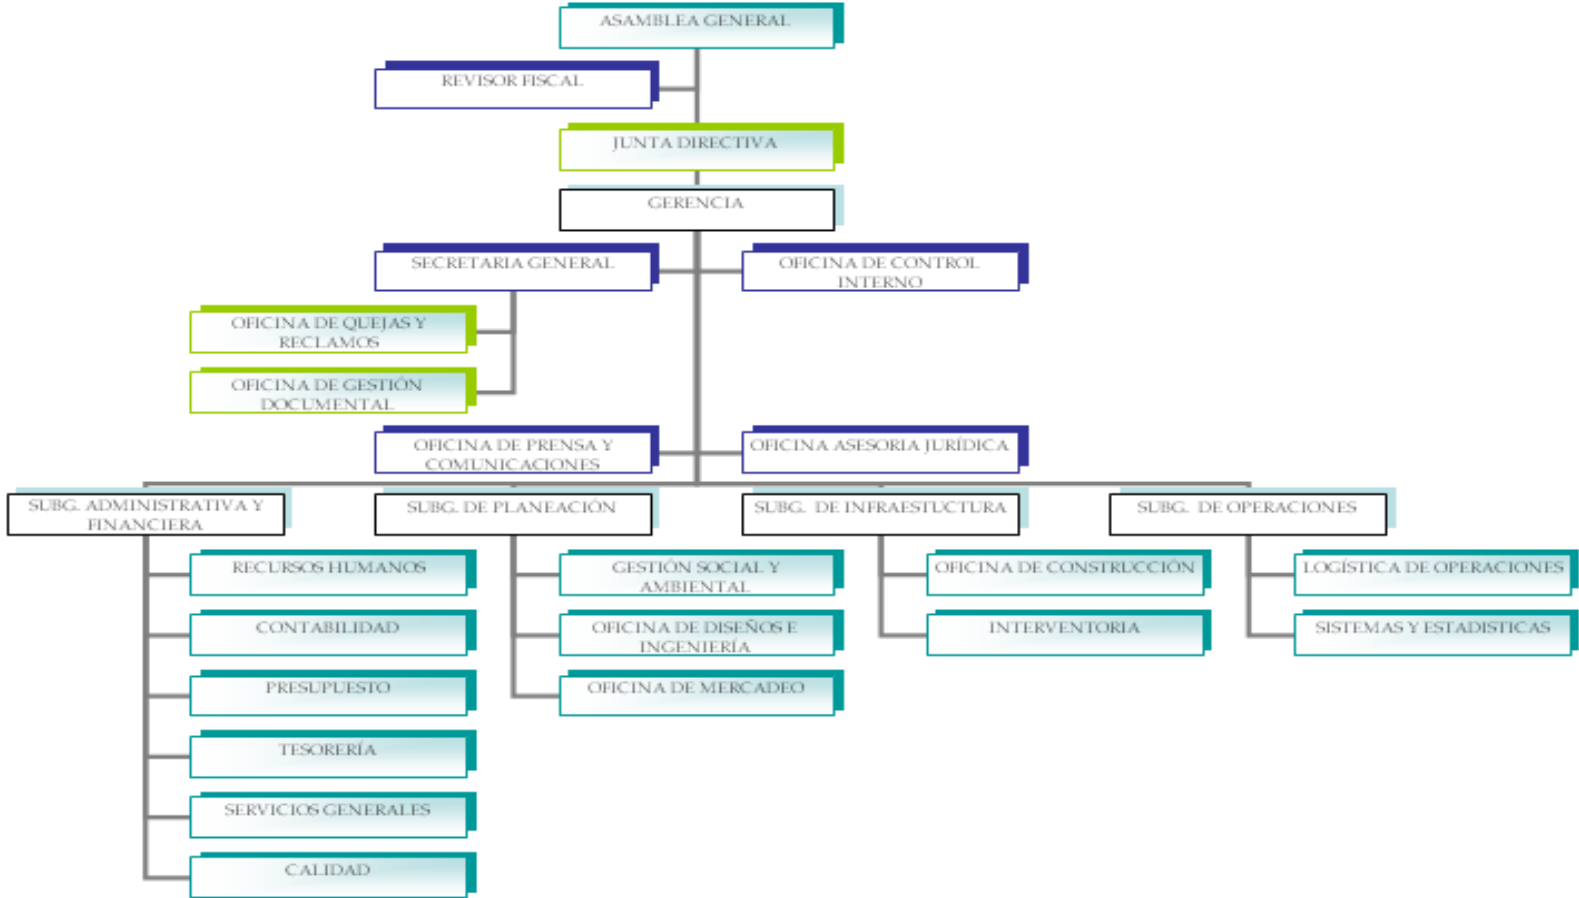 ASAMBLEA GENERAL
REVISOR FISCAL
JUNTA DIRECTIVA
GERENCIA
SECRETARIA GENERAL
OFICINA DE CONTROL
INTERNO
OFICINA DE QUEJAS Y
RECLAMOS
OFICINA DE GESTIÓN
DOCUMENTAL
OFICINA DE PRENSA Y
COMUNICACIONES
OFICINA ASESORIA JURÍDICA
SUBG. ADMINISTRATIVA Y
FINANCIERA
SUBG. DE PLANEACIÓN
SUBG. DE INFRAESTUCTURA
SUBG. DE OPERACIONES
RECURSOS HUMANOS
CONTABILIDAD
PRESUPUESTO
TESORERÍA
SERVICIOS GENERALES
CALIDAD
GESTIÓN SOCIAL Y
AMBIENTAL
OFICINA DE DISEÑOS E
INGENIERÍA
OFICINA DE MERCADEO
OFICINA DE CONSTRUCCIÓN
INTERVENTORIA
LOGÍSTICA DE OPERACIONES
SISTEMAS Y ESTADISTICAS